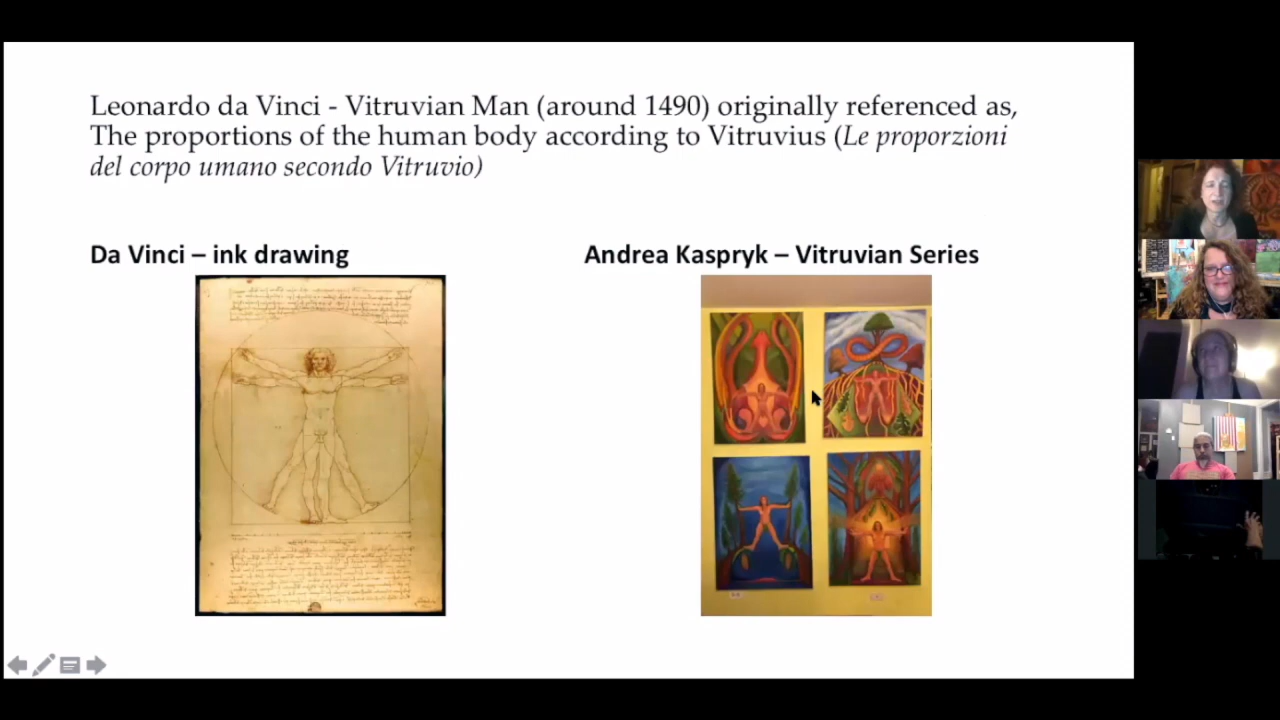 Leonardo da Vinci - Vitruvian Man (around 1490) originally referenced as,
The proportions of the human body according to Vitruvius (Le proporzioni
del corpo umano secondo Vitruvio)
Da Vinci – ink drawing
Andrea Kaspryk – Vitruvian Series